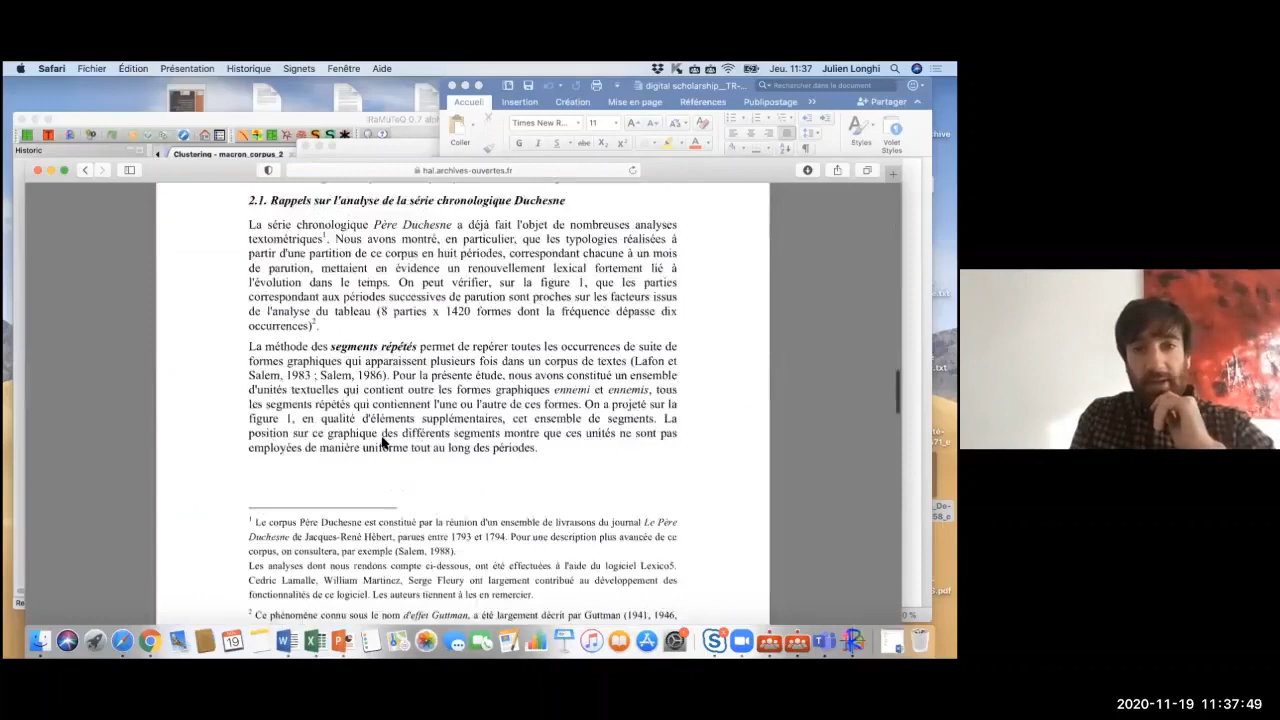 Safari Fichier Édition Présentation Historique Signets Fenêtre Aide Jeu. 11:37 Julien Longhi
digital scholarship__TR-... Rechercher dans le document
Accueil Insertion Création Mise en page Références Publipostage Partager
Times New R... 11
Coller Styles Volet Styles
IRaMuTeQ 0.7
Historic
Clustering - macron_corpus_2
hal.archives-ouvertes.fr
2.1. Rappels sur l'analyse de la série chronologique Duchesne
La série chronologique Père Duchesne a déjà fait l'objet de nombreuses analyses
textométriques1. Nous avons montré, en particulier, que les typologies réalisées à
partir d'une partition de ce corpus en huit périodes, correspondant chacune à un mois
de parution, mettaient en évidence un renouvellement lexical fortement lié à
l'évolution dans le temps. On peut vérifier, sur la figure 1, que les parties
correspondant aux périodes successives de parution sont proches sur les facteurs issus
de l'analyse du tableau (8 parties x 1420 formes dont la fréquence dépasse dix
occurrences)2.
La méthode des segments répétés permet de repérer toutes les occurrences de suite de
formes graphiques qui apparaissent plusieurs fois dans un corpus de textes (Lafon et
Salem, 1983 ; Salem, 1986). Pour la présente étude, nous avons constitué un ensemble
d'unités textuelles qui contient outre les formes graphiques ennemi et ennemis, tous
les segments répétés qui contiennent l'une ou l'autre de ces formes. On a projeté sur la
figure 1, en qualité d'éléments supplémentaires, cet ensemble de segments. La
position sur ce graphique des différents segments montre que ces unités ne sont pas
employées de manière uniforme tout au long des périodes.
1 Le corpus Père Duchesne est constitué par la réunion d'un ensemble de livraisons du journal Le Père
Duchesne de Jacques-René Hébert, parues entre 1793 et 1794. Pour une description plus avancée de ce
corpus, on consultera, par exemple (Salem, 1988).
Les analyses dont nous rendons compte ci-dessous, ont été effectuées à l'aide du logiciel Lexico5.
Cedric Lamalle, William Martinez, Serge Fleury ont largement contribué au développement des
fonctionnalités de ce logiciel. Les auteurs tiennent à les en remercier.
2 Ce phénomène connu sous le nom d'effet Guttman, a été largement décrit par Guttman (1941, 1946,
2020-11-19 11:37:49